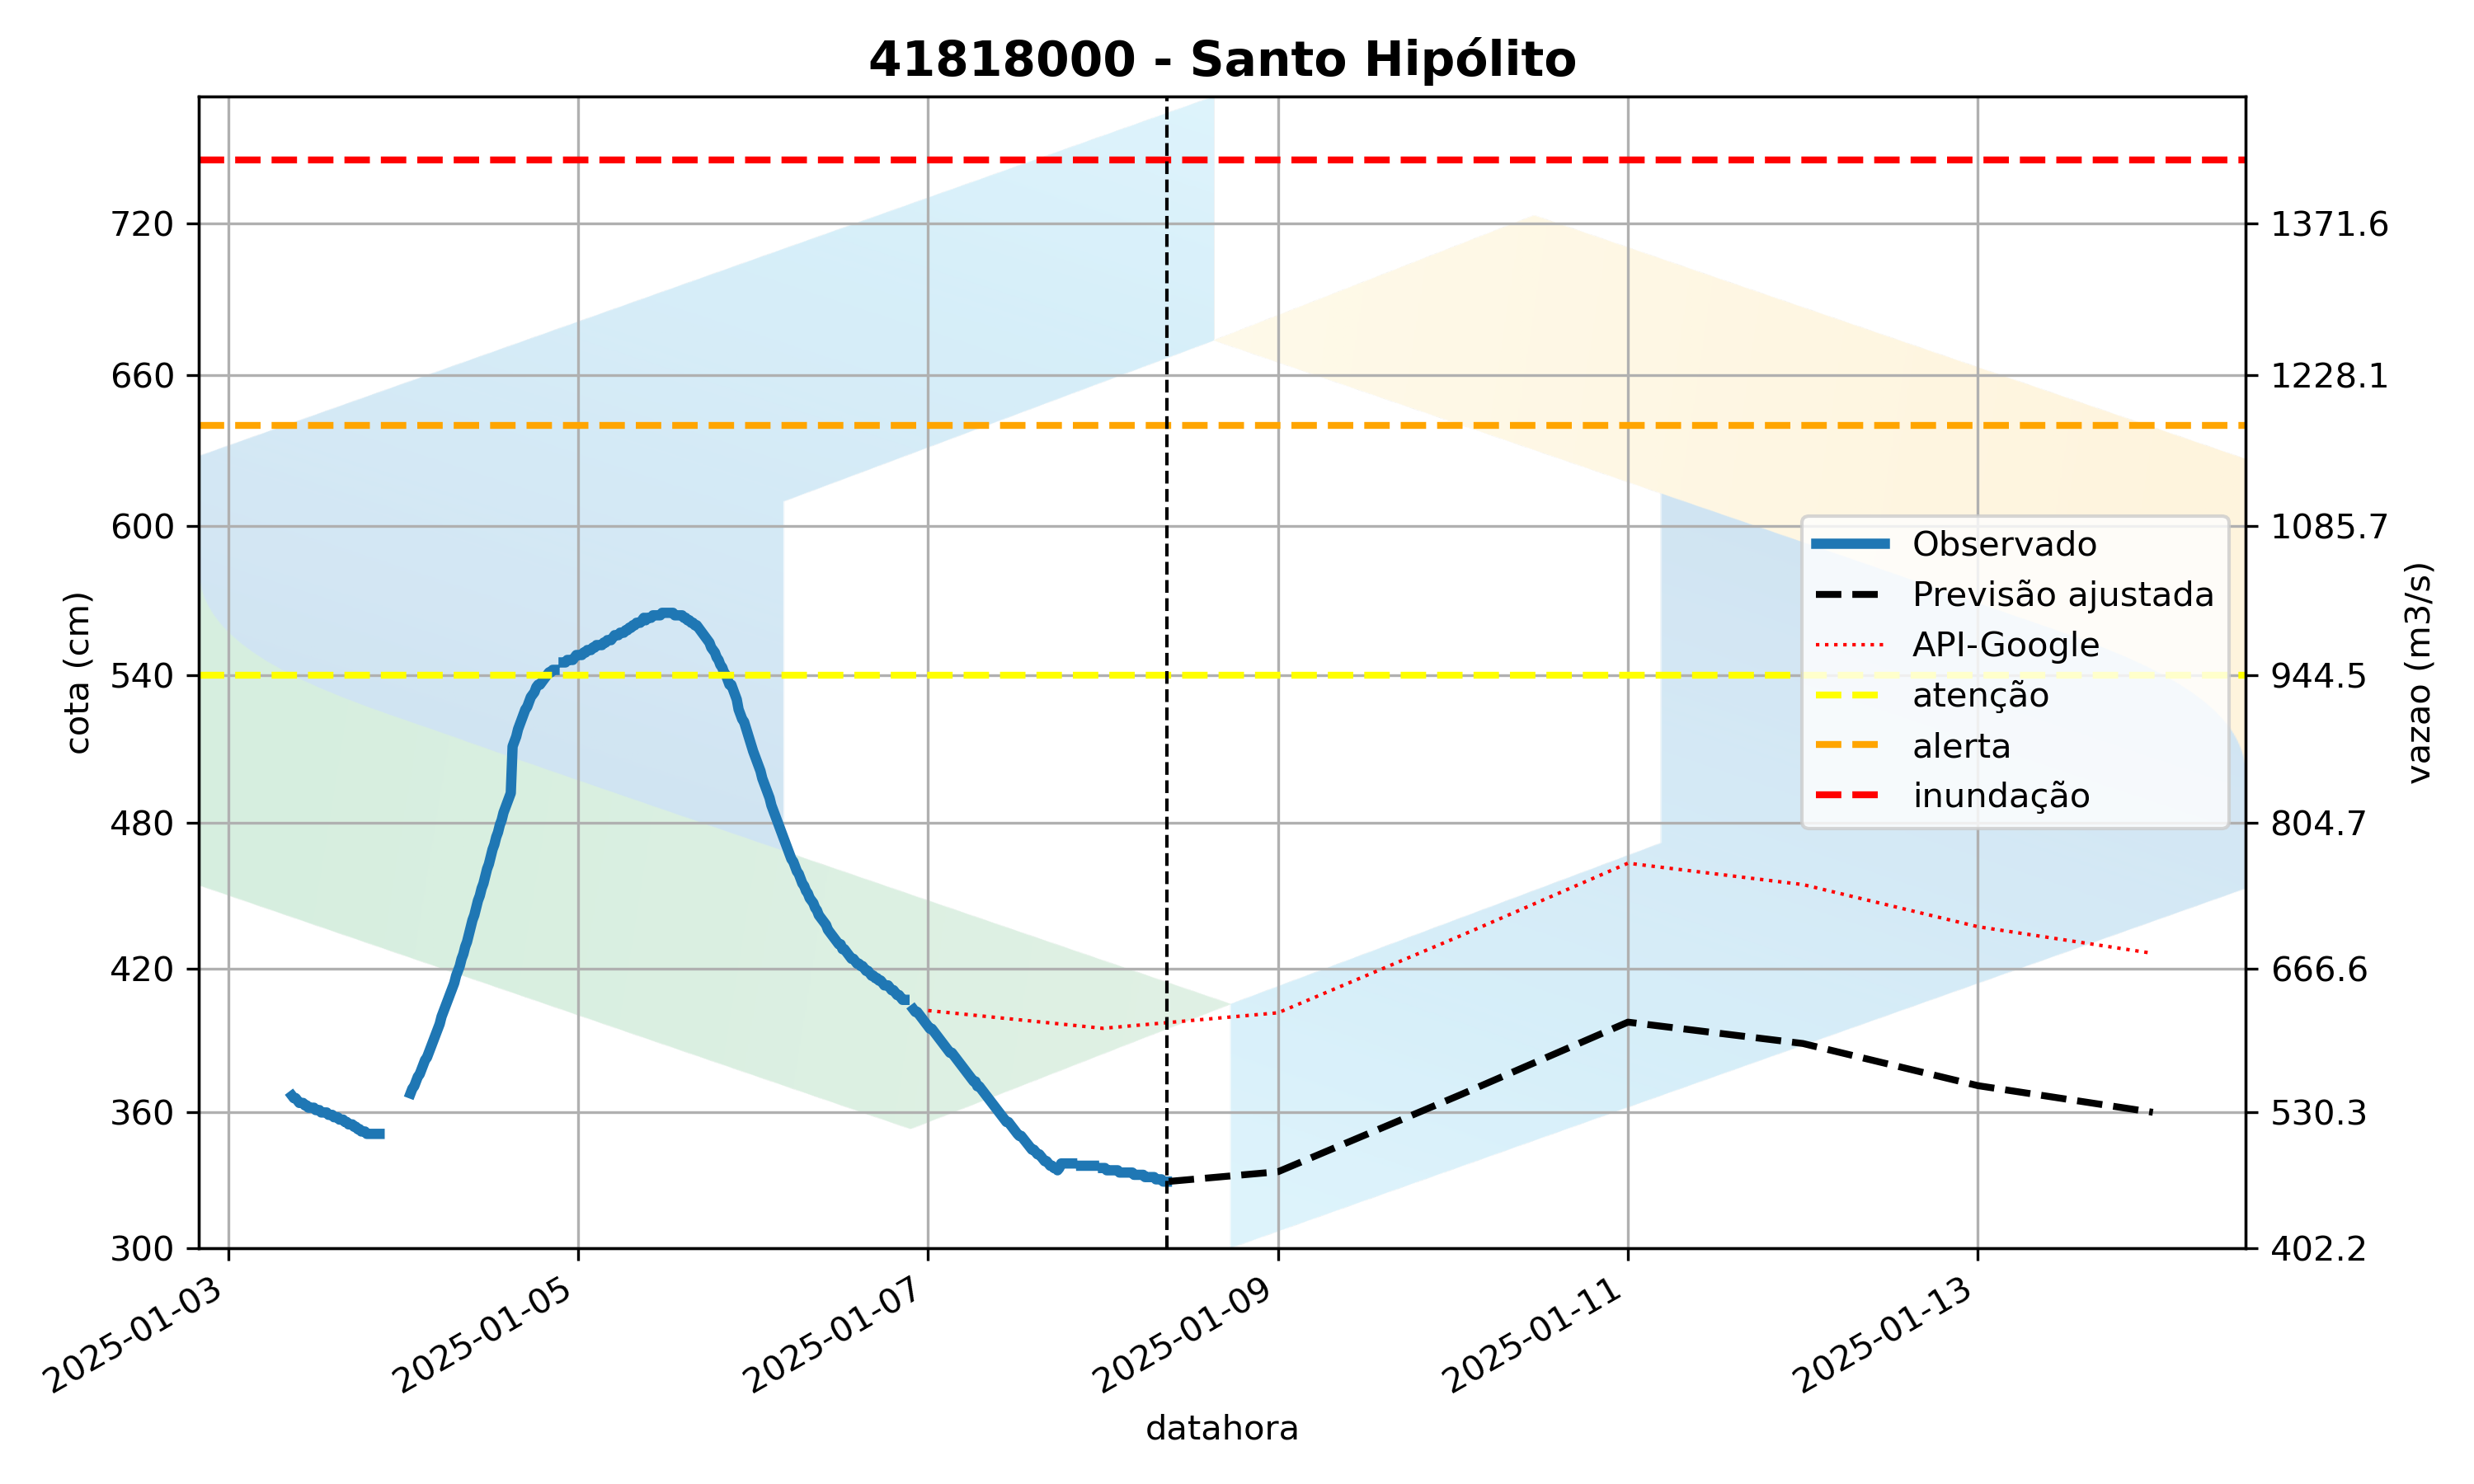 41818000 - Santo Hipólito
720
660
600
540
480
420
360
300
cota (cm)
1371.6
1228.1
1085.7
944.5
804.7
666.6
530.3
402.2
vazao (m3/s)
Observado
Previsão ajustada
API-Google
atenção
alerta
inundação
2025-01-03
2025-01-05
2025-01-07
2025-01-09
2025-01-11
2025-01-13
datahora